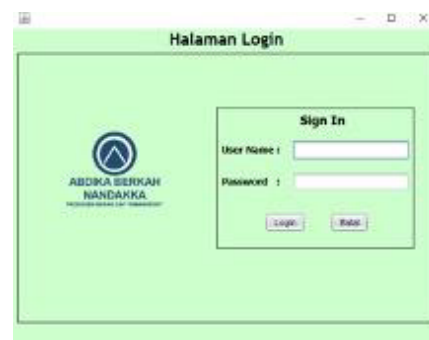 Halaman Login
Sign In
User Name :
Password :
ABDIKA BERKAH
NANDAKKA
Login
Batal